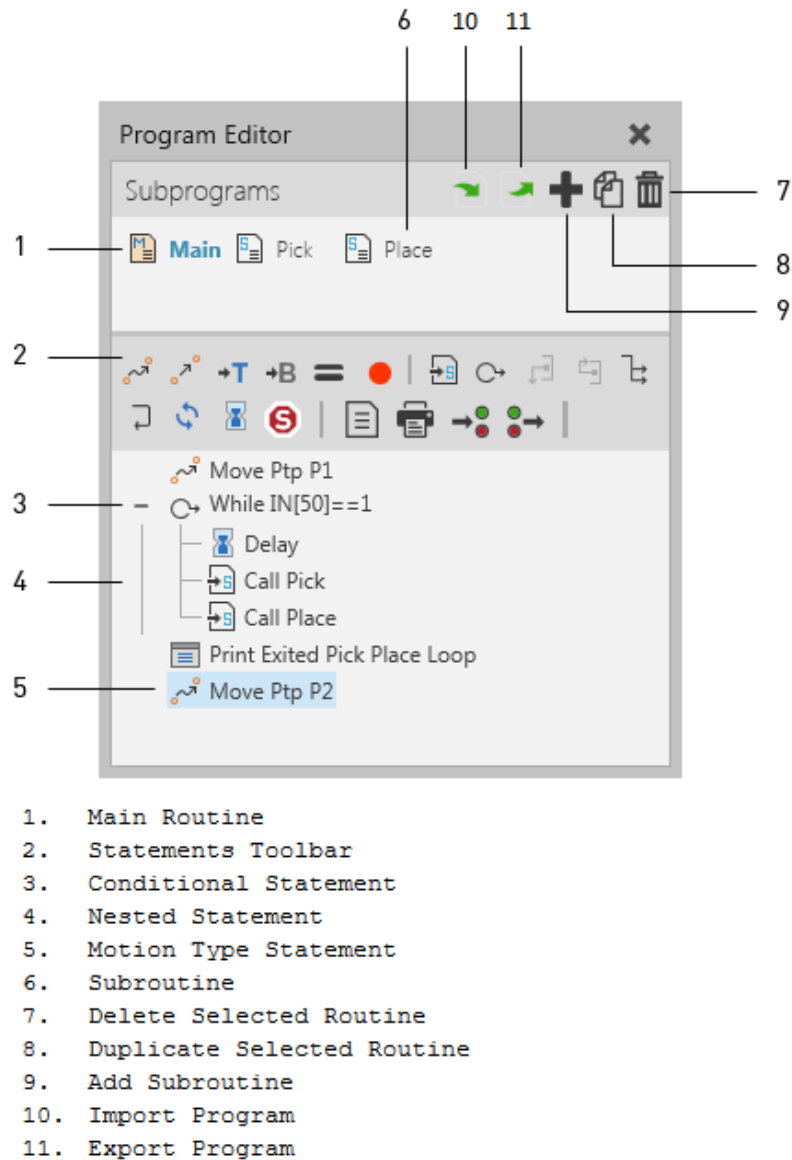 6 10 11
Program Editor
Subprograms
7
1
M Main S Pick S Place
8
9
2
T B S
S
Move Ptp P1
3 While IN[50]==1
Delay
4 S Call Pick
S Call Place
Print Exited Pick Place Loop
5 Move Ptp P2
1. Main Routine
2. Statements Toolbar
3. Conditional Statement
4. Nested Statement
5. Motion Type Statement
6. Subroutine
7. Delete Selected Routine
8. Duplicate Selected Routine
9. Add Subroutine
10. Import Program
11. Export Program